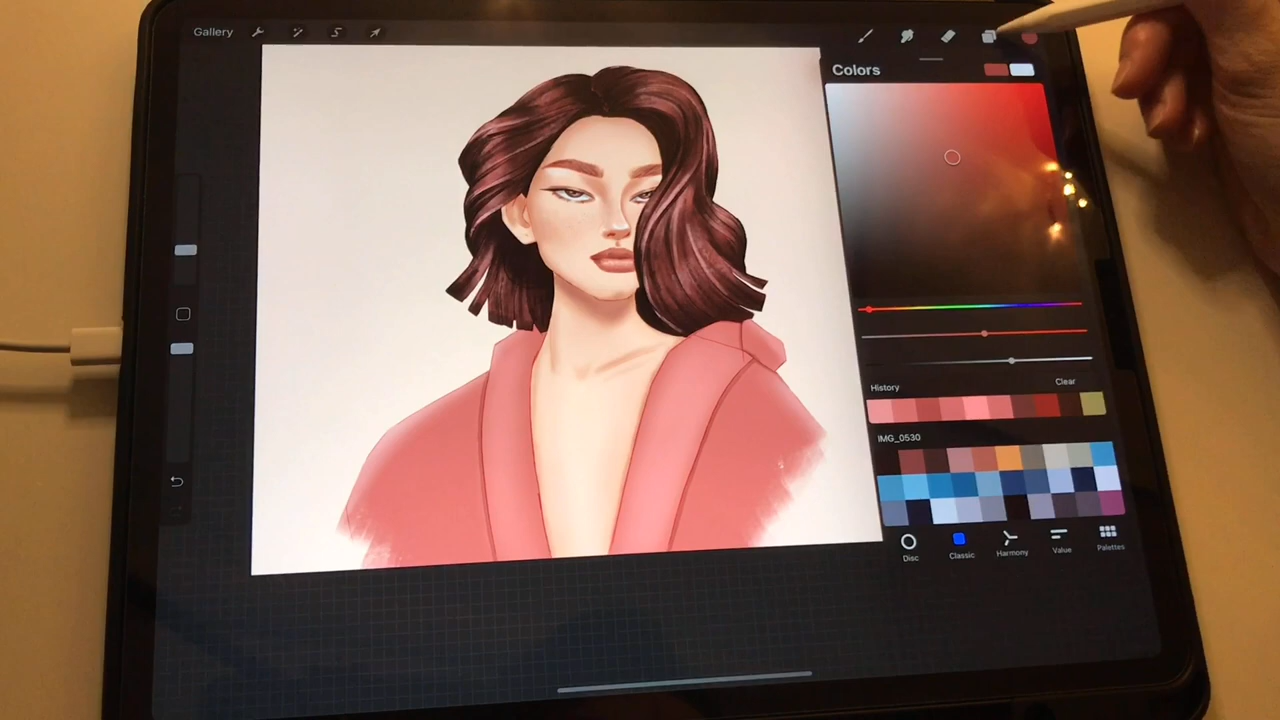 Gallery
Colors
History
Clear
IMG_0530
Disc
Classic
Harmony
Value
Palettes